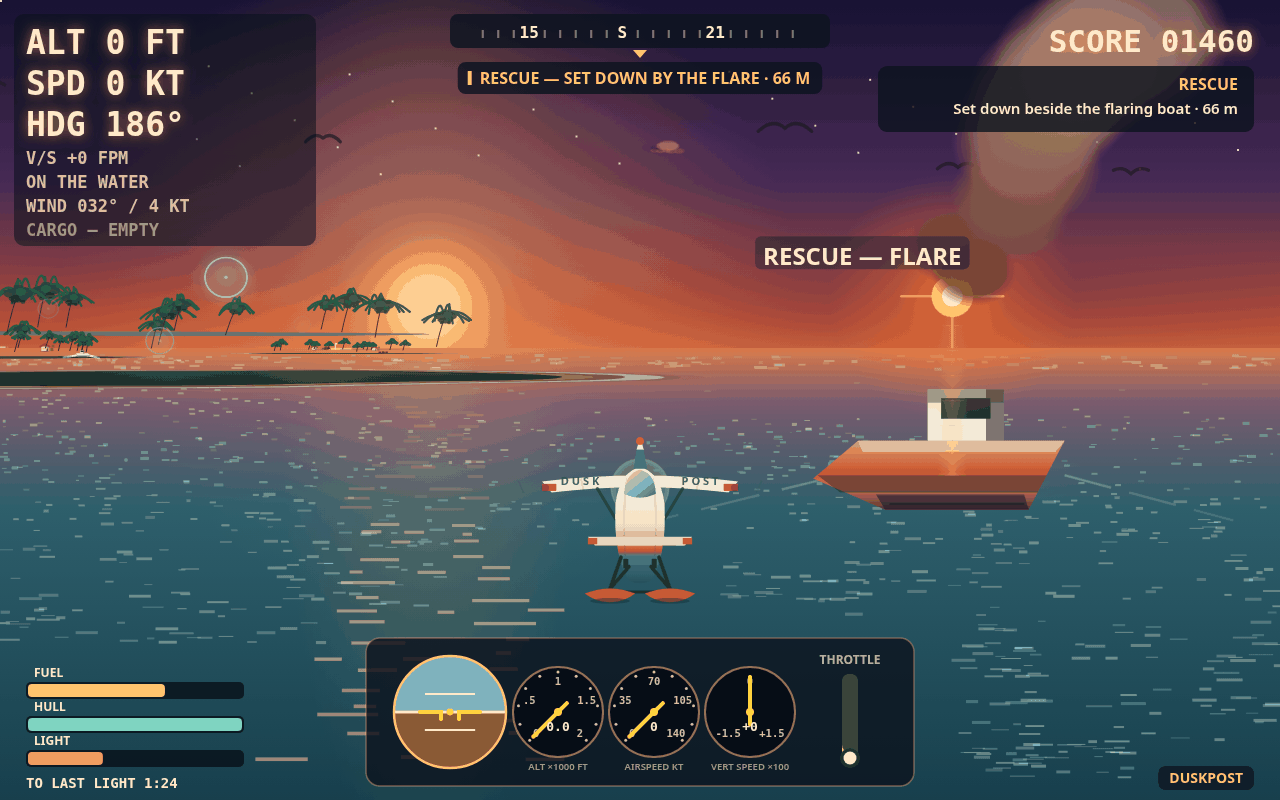 ALT 0 FT
SPD 0 KT
HDG 186°
V/S +0 FPM
ON THE WATER
WIND 032° / 4 KT
CARGO — EMPTY
15 S 21
RESCUE — SET DOWN BY THE FLARE · 66 M
SCORE 01460
RESCUE
Set down beside the flaring boat · 66 m
RESCUE — FLARE
DUSK POST
FUEL
HULL
LIGHT
TO LAST LIGHT 1:24
0 .5 1 1.5 2
0.0
ALT ×1000 FT
0 35 70 105 140
0
AIRSPEED KT
-1.5 0 +1.5
+0
VERT SPEED ×100
THROTTLE
DUSKPOST